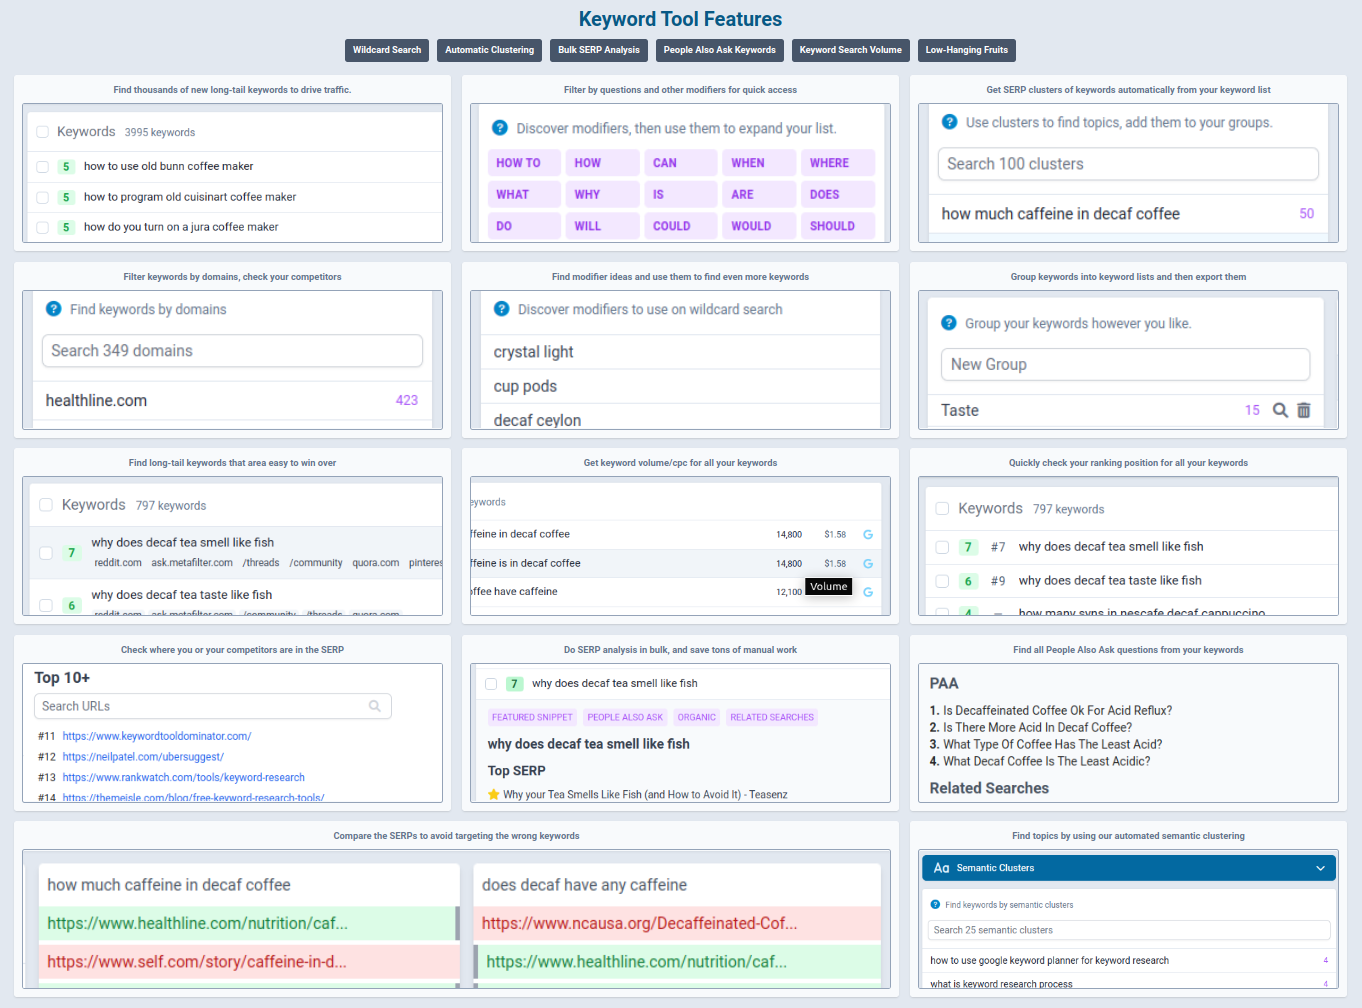 Keyword Tool Features
Wildcard Search
Automatic Clustering
Bulk SERP Analysis
People Also Ask Keywords
Keyword Search Volume
Low-Hanging Fruits
Find thousands of new long-tail keywords to drive traffic.
Keywords 3995 keywords
5 how to use old bunn coffee maker
5 how to program old cuisinart coffee maker
5 how do you turn on a jura coffee maker
Filter by questions and other modifiers for quick access
? Discover modifiers, then use them to expand your list.
HOW TO HOW CAN WHEN WHERE
WHAT WHY IS ARE DOES
DO WILL COULD WOULD SHOULD
Get SERP clusters of keywords automatically from your keyword list
? Use clusters to find topics, add them to your groups.
Search 100 clusters
how much caffeine in decaf coffee 50
Filter keywords by domains, check your competitors
? Find keywords by domains
Search 349 domains
healthline.com 423
Find modifier ideas and use them to find even more keywords
? Discover modifiers to use on wildcard search
crystal light
cup pods
decaf ceylon
Group keywords into keyword lists and then export them
? Group your keywords however you like.
New Group
Taste 15
Find long-tail keywords that area easy to win over
Keywords 797 keywords
7 why does decaf tea smell like fish
reddit.com ask.metafilter.com /threads /community quora.com pinteres
6 why does decaf tea taste like fish
reddit.com ask.metafilter.com /community /threads quora.com
Get keyword volume/cpc for all your keywords
eywords
ffeine in decaf coffee 14,800 $1.58 G
ffeine is in decaf coffee 14,800 $1.58 G
Volume
offee have caffeine 12,100 G
Quickly check your ranking position for all your keywords
Keywords 797 keywords
7 #7 why does decaf tea smell like fish
6 #9 why does decaf tea taste like fish
4 – how many syns in nescafe decaf cappuccino
Check where you or your competitors are in the SERP
Top 10+
Search URLs
#11 https://www.keywordtooldominator.com/
#12 https://neilpatel.com/ubersuggest/
#13 https://www.rankwatch.com/tools/keyword-research
#14 https://themeisle.com/blog/free-keyword-research-tools/
Do SERP analysis in bulk, and save tons of manual work
7 why does decaf tea smell like fish
FEATURED SNIPPET PEOPLE ALSO ASK ORGANIC RELATED SEARCHES
why does decaf tea smell like fish
Top SERP
Why your Tea Smells Like Fish (and How to Avoid It) - Teasenz
Find all People Also Ask questions from your keywords
PAA
1. Is Decaffeinated Coffee Ok For Acid Reflux?
2. Is There More Acid In Decaf Coffee?
3. What Type Of Coffee Has The Least Acid?
4. What Decaf Coffee Is The Least Acidic?
Related Searches
Compare the SERPs to avoid targeting the wrong keywords
how much caffeine in decaf coffee
https://www.healthline.com/nutrition/caf...
https://www.self.com/story/caffeine-in-d...
does decaf have any caffeine
https://www.ncausa.org/Decaffeinated-Cof...
https://www.healthline.com/nutrition/caf...
Find topics by using our automated semantic clustering
Aa Semantic Clusters
? Find keywords by semantic clusters
Search 25 semantic clusters
how to use google keyword planner for keyword research 4
what is keyword research process 4